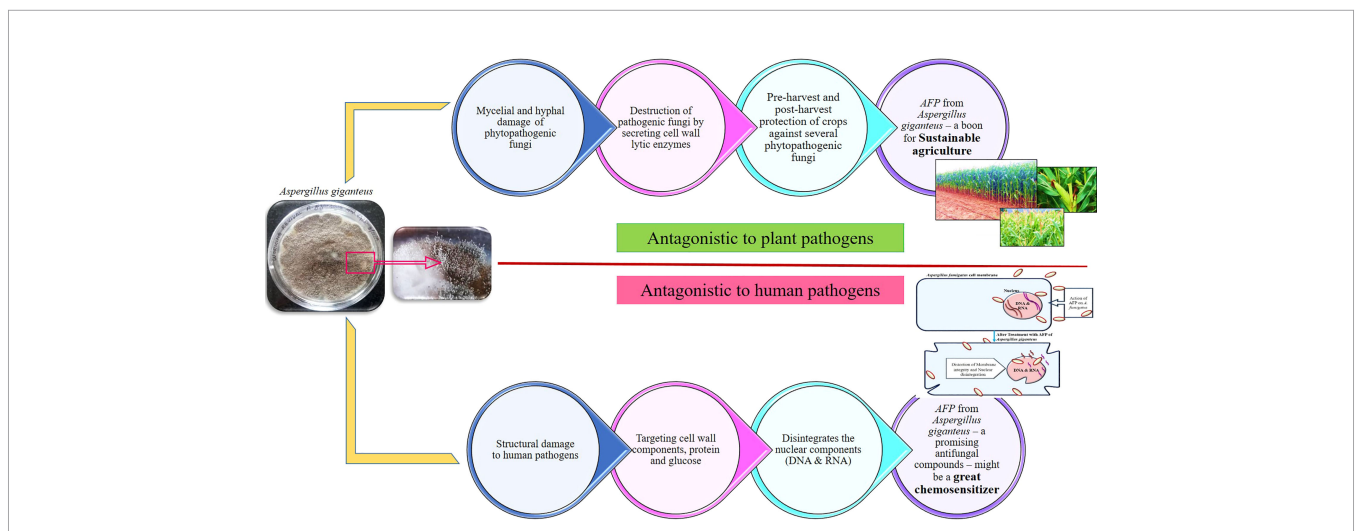 Mycelial and hyphal
damage of
phytopathogenic
fungi
Destruction of
pathogenic fungi by
secreting cell wall
lytic enzymes
Pre-harvest and
post-harvest
protection of crops
against several
phytopathogenic
fungi
AFP from
Aspergillus
giganteus – a boon
for Sustainable
agriculture
Aspergillus giganteus
Antagonistic to plant pathogens
Antagonistic to human pathogens
Aspergillus fumigatus cell membrane
Nucleus
DNA &
RNA
Action of
AFP on A.
fumigatus
After Treatment with AFP of
Aspergillus giganteus
Distortion of Membrane
integrity and Nuclear
disintegration
DNA & RNA
Structural damage
to human pathogens
Targeting cell wall
components, protein
and glucose
Disintegrates the
nuclear components
(DNA & RNA)
AFP from
Aspergillus
giganteus – a
promising
antifungal
compounds – might
be a great
chemosensitizer